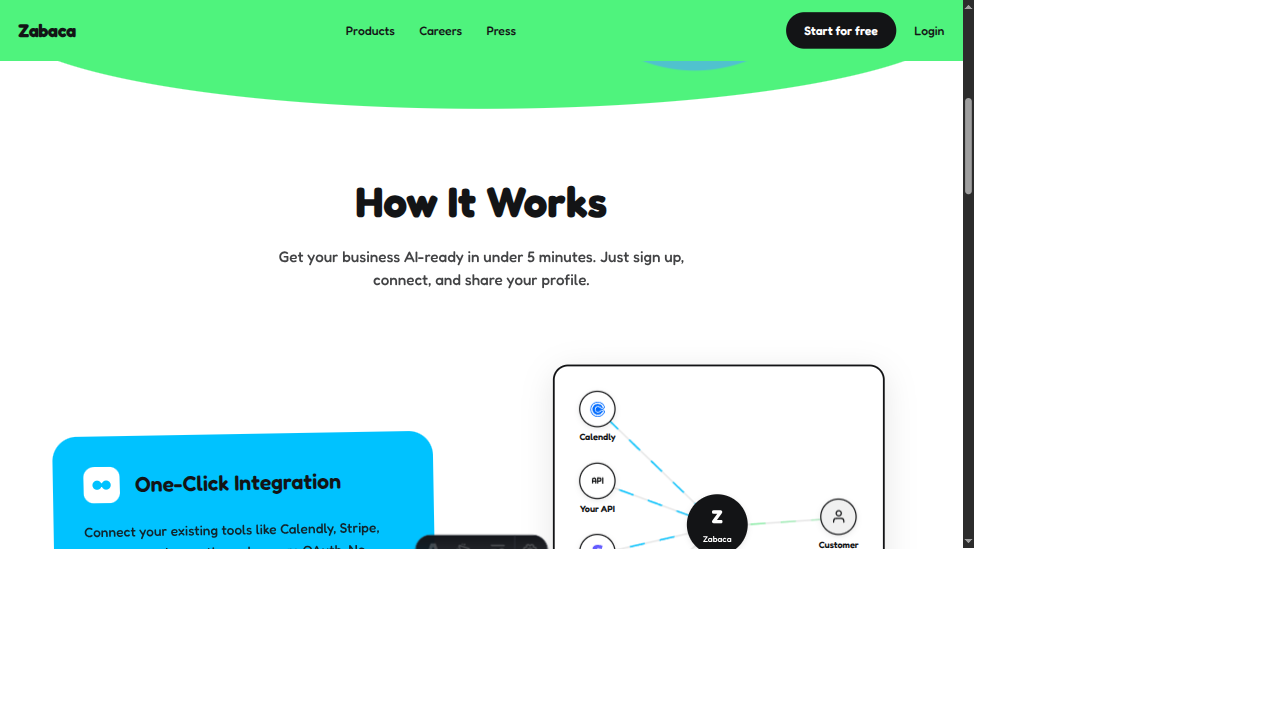 Zabaca
Products
Careers
Press
Start for free
Login
How It Works
Get your business AI-ready in under 5 minutes. Just sign up,
connect, and share your profile.
Calendly
One-Click Integration
API
Your API
Connect your existing tools like Calendly, Stripe,
Z
Zabaca
Customer